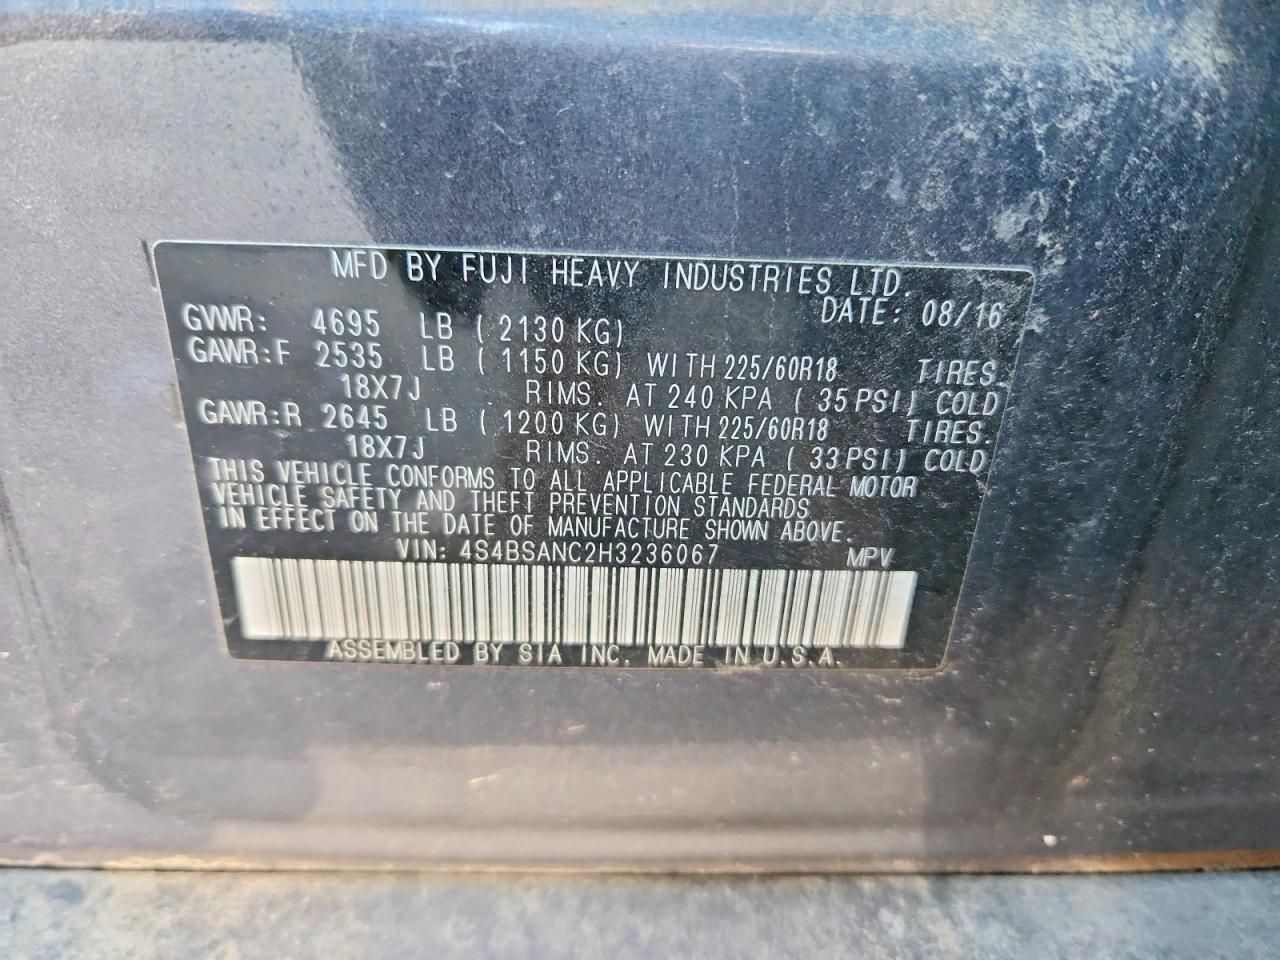 MFD BY FUJI HEAVY INDUSTRIES LTD.
DATE: 08/16
GVWR: 4695 LB (2130 KG)
GAWR:F 2535 LB (1150 KG) WITH 225/60R18 TIRES.
18X7J RIMS. AT 240 KPA (35 PSI) COLD
GAWR:R 2645 LB (1200 KG) WITH 225/60R18 TIRES.
18X7J RIMS. AT 230 KPA (33 PSI) COLD
THIS VEHICLE CONFORMS TO ALL APPLICABLE FEDERAL MOTOR
VEHICLE SAFETY AND THEFT PREVENTION STANDARDS
IN EFFECT ON THE DATE OF MANUFACTURE SHOWN ABOVE.
VIN: 4S4BSANC2H3236067 MPV
ASSEMBLED BY SIA INC. MADE IN U.S.A.